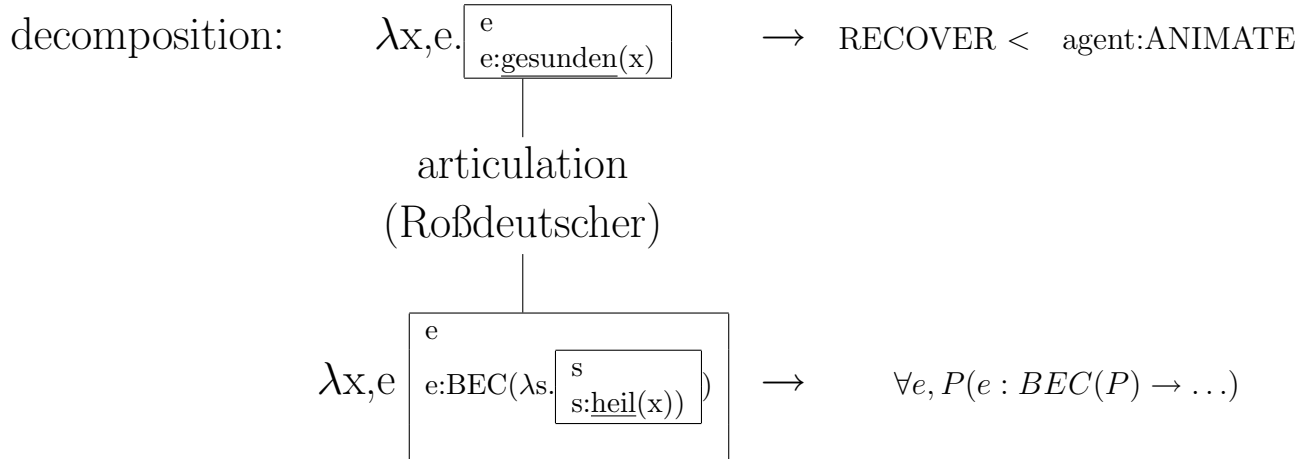 decomposition: λx,e. e → RECOVER < agent:ANIMATE
e:gesunden(x)
articulation
(Roßdeutscher)
e
λx,e e:BEC(λs. s ) → ∀e, P(e : BEC(P) → …)
s:heil(x))